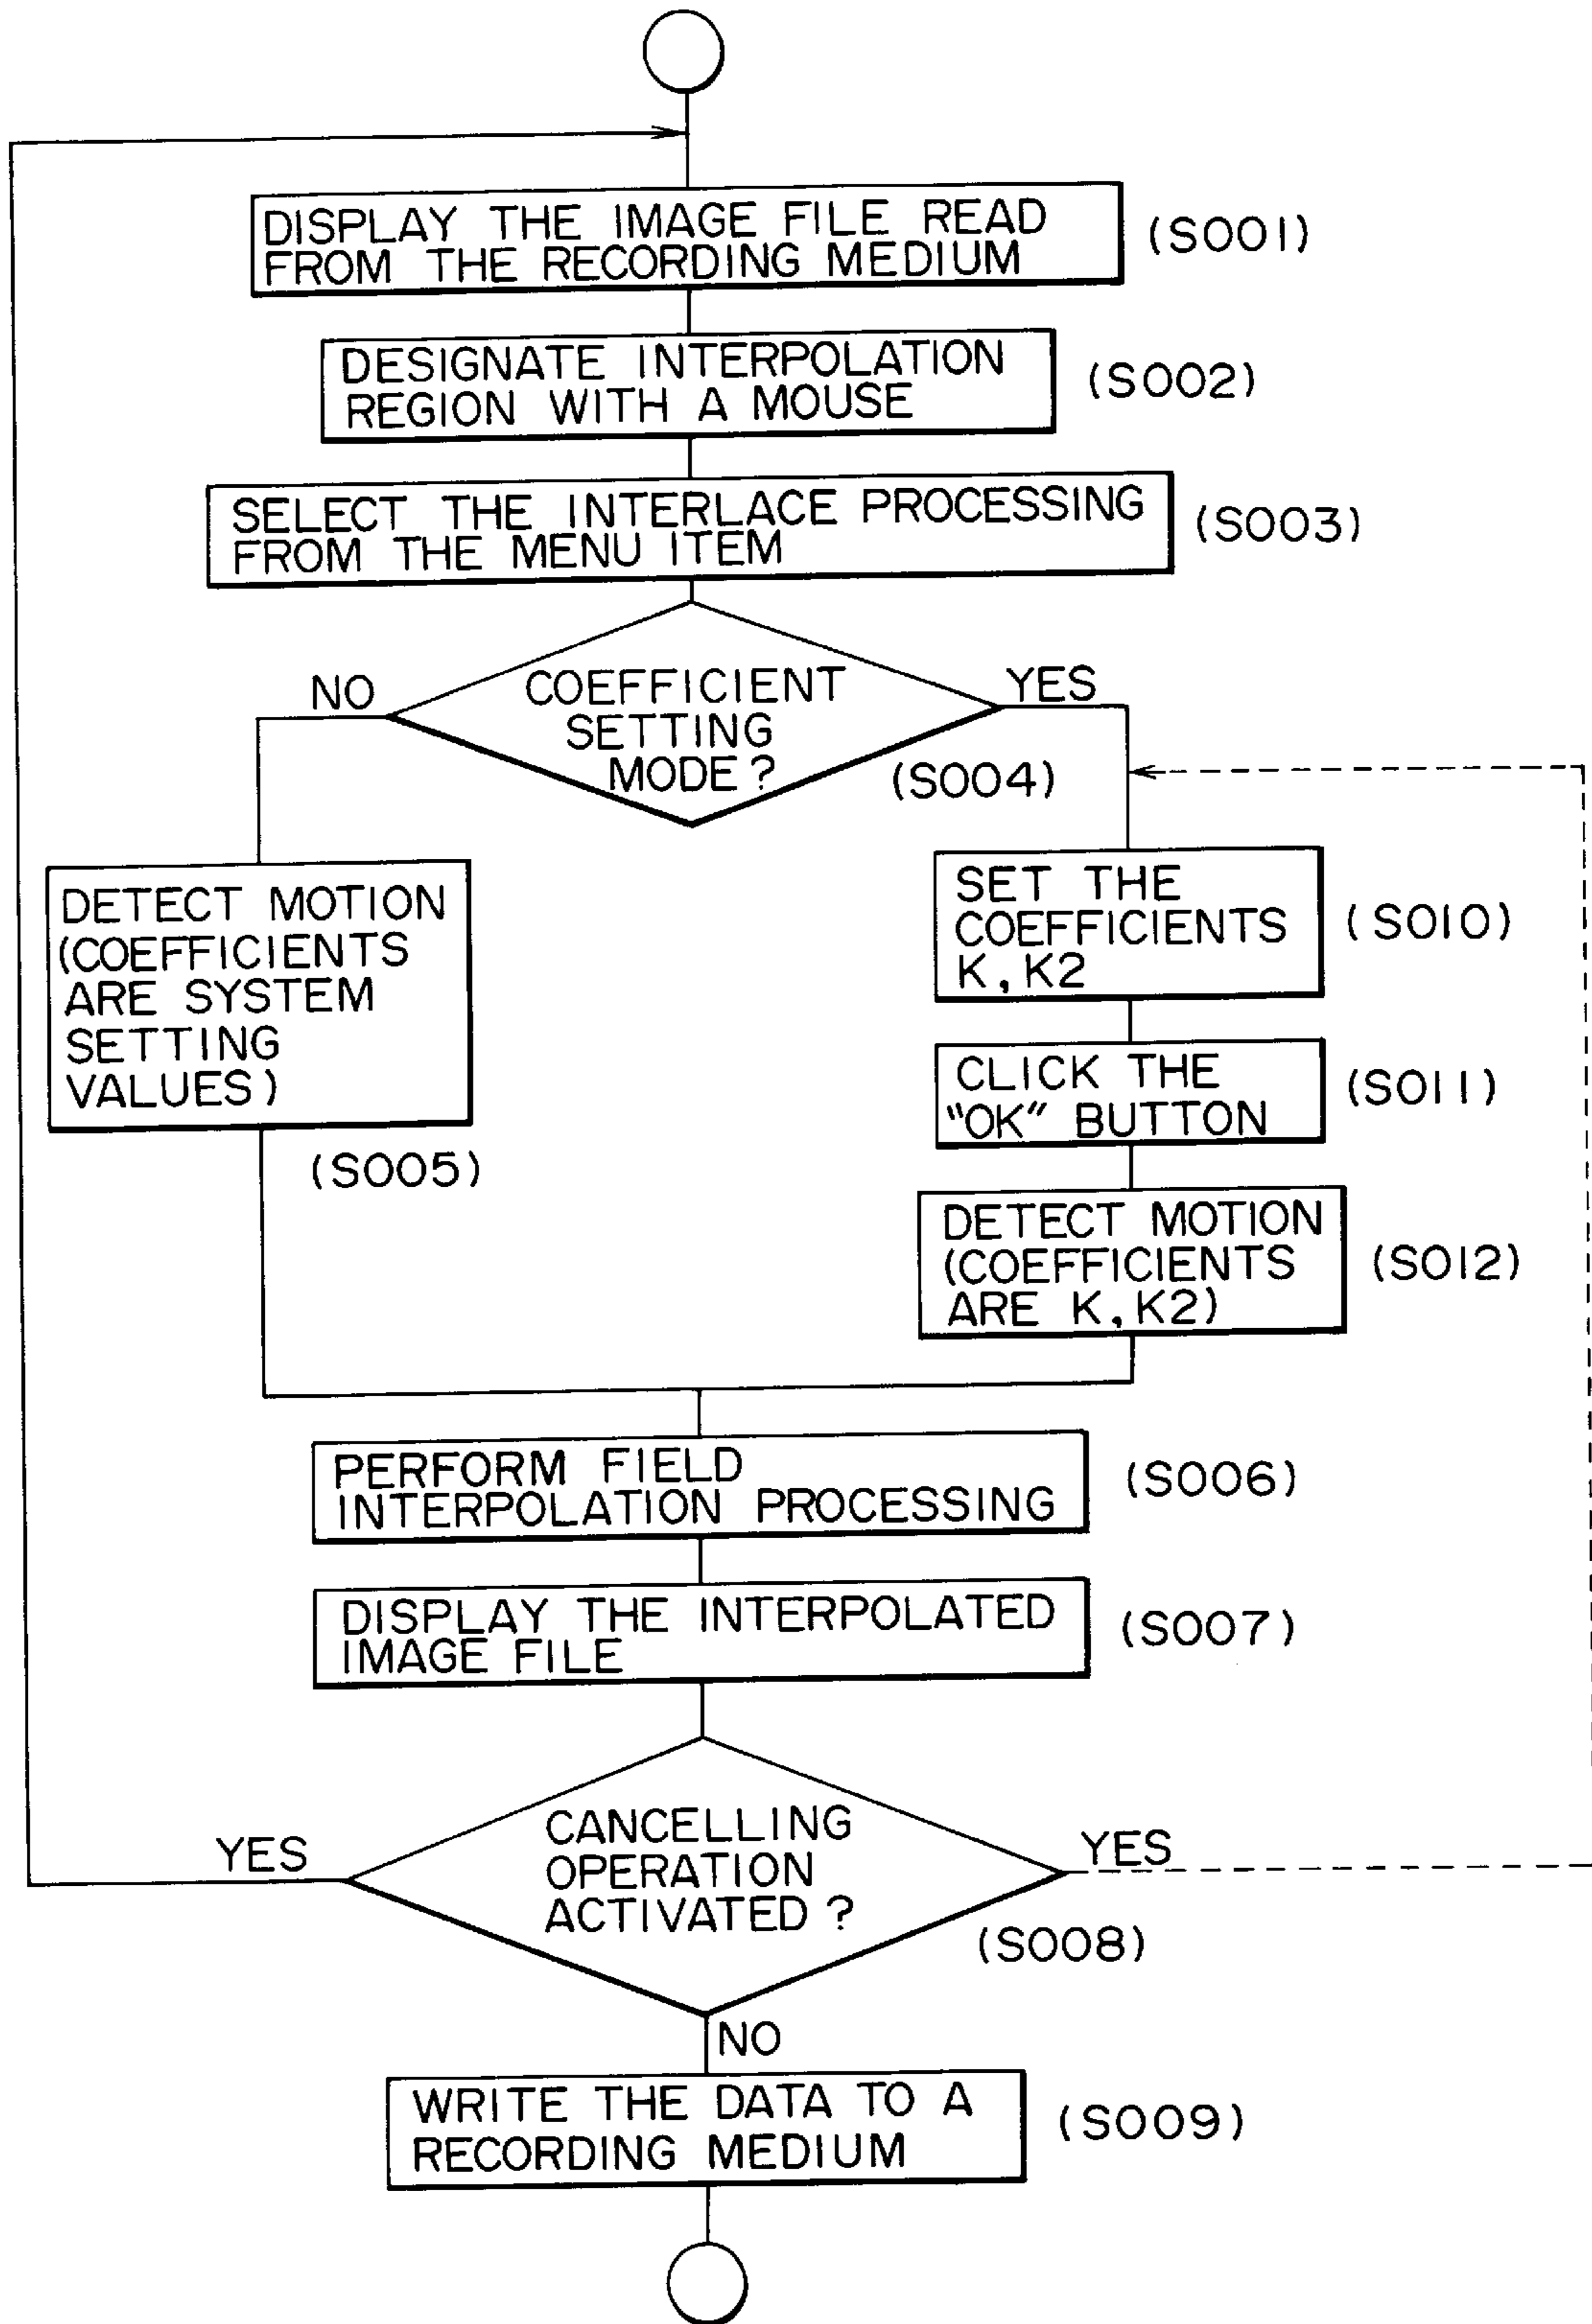 DISPLAY THE IMAGE FILE READ
FROM THE RECORDING MEDIUM
(S001)
DESIGNATE INTERPOLATION
REGION WITH A MOUSE
(S002)
SELECT THE INTERLACE PROCESSING
FROM THE MENU ITEM
(S003)
NO
COEFFICIENT
SETTING
MODE?
YES
(S004)
DETECT MOTION
(COEFFICIENTS
ARE SYSTEM
SETTING
VALUES)
(S005)
SET THE
COEFFICIENTS
K, K2
(S010)
CLICK THE
"OK" BUTTON
(S011)
DETECT MOTION
(COEFFICIENTS
ARE K, K2)
(S012)
PERFORM FIELD
INTERPOLATION PROCESSING
(S006)
DISPLAY THE INTERPOLATED
IMAGE FILE
(S007)
YES
CANCELLING
OPERATION
ACTIVATED?
YES
(S008)
NO
WRITE THE DATA TO A
RECORDING MEDIUM
(S009)